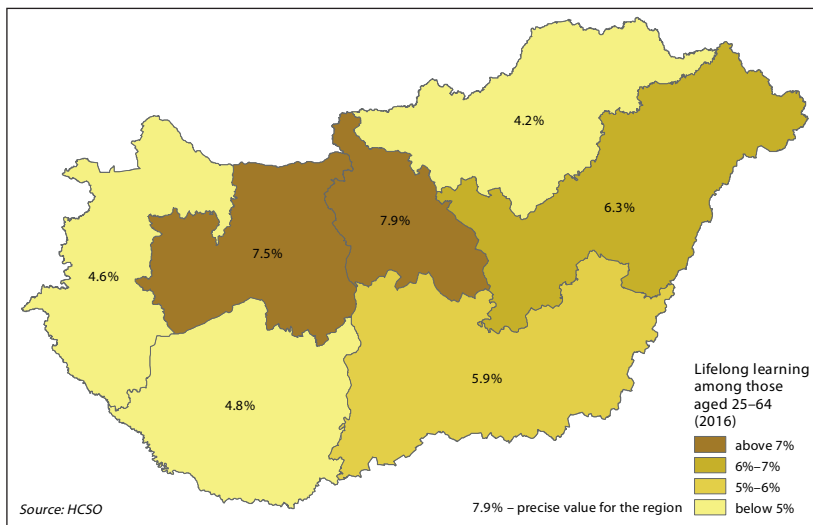 4.2%
6.3%
7.9%
7.5%
4.6%
5.9%
4.8%
Lifelong learning
among those
aged 25–64
(2016)
above 7%
6%–7%
5%–6%
below 5%
7.9% – precise value for the region
Source: HCSO